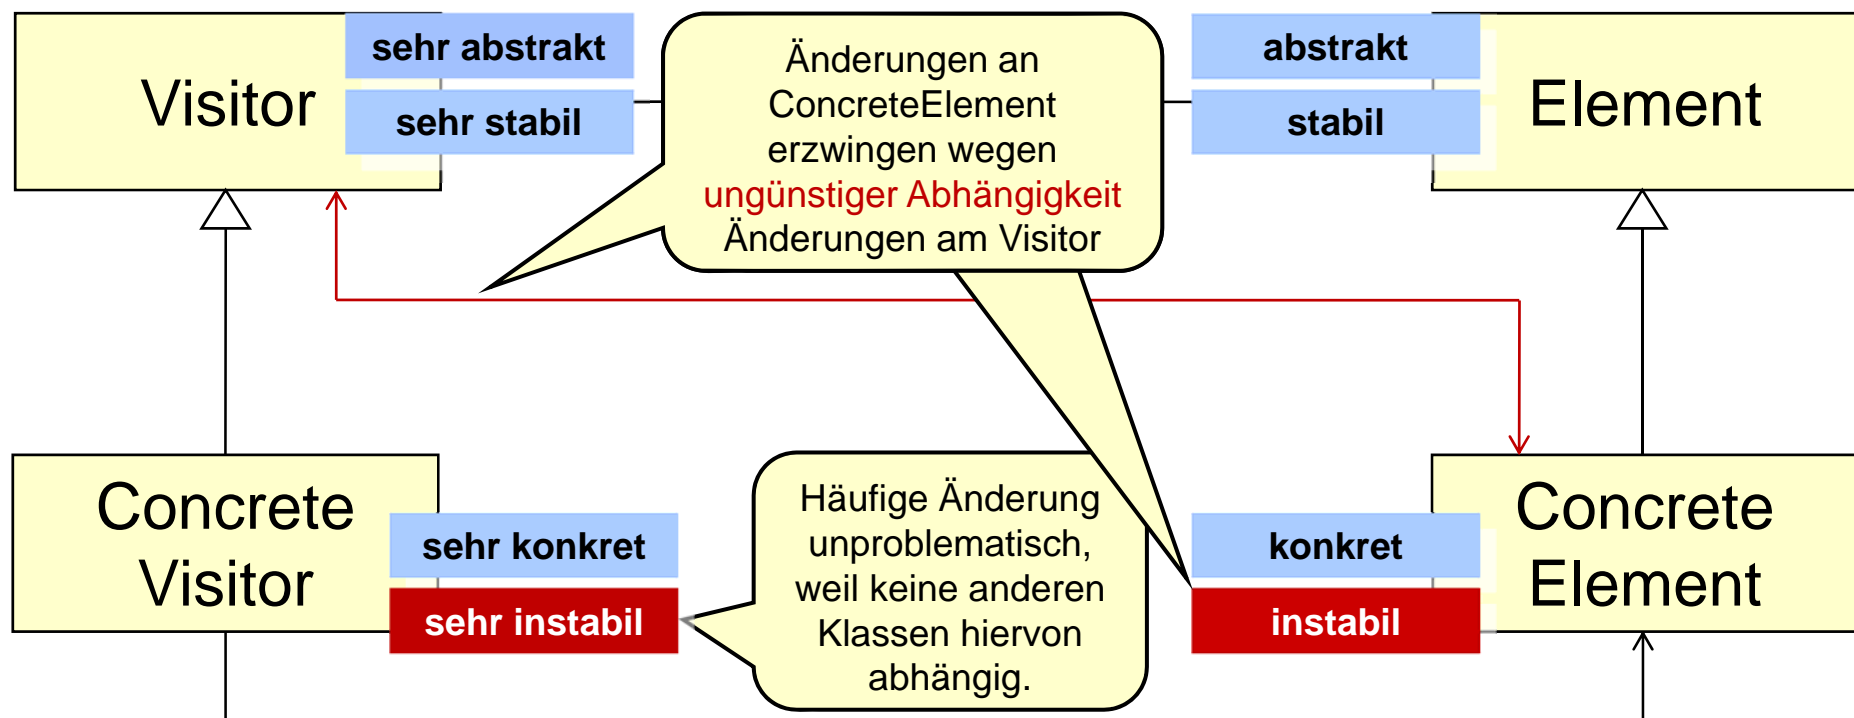 Visitor
sehr abstrakt
sehr stabil
Änderungen an
ConcreteElement
erzwingen wegen
ungünstiger Abhängigkeit
Änderungen am Visitor
abstrakt
stabil
Element
Concrete
Visitor
sehr konkret
sehr instabil
Häufige Änderung
unproblematisch,
weil keine anderen
Klassen hiervon
abhängig.
konkret
instabil
Concrete
Element